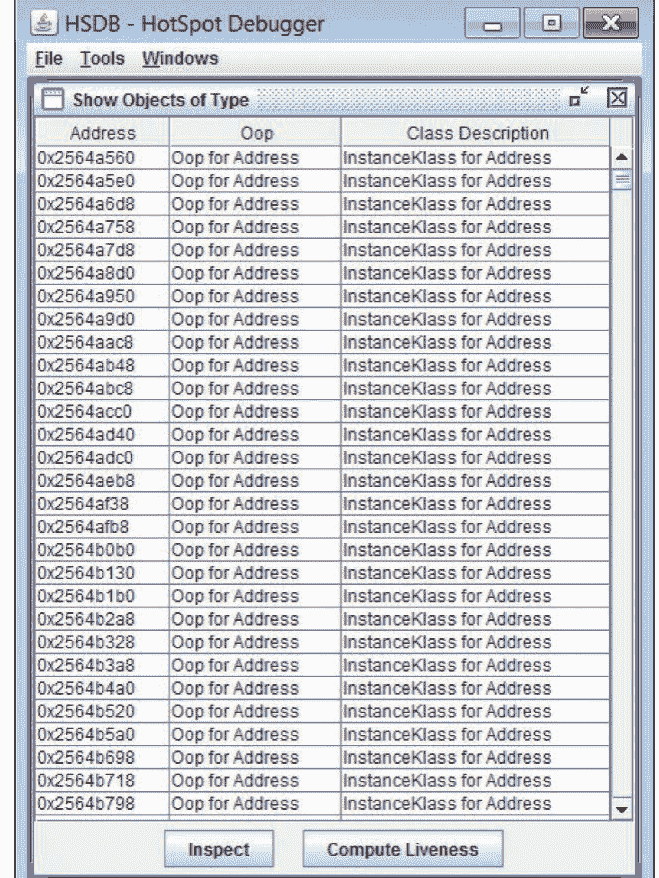 HSDB - HotSpot Debugger
File Tools Windows
Show Objects of Type
Address Oop Class Description
0x2564a560 Oop for Address InstanceKlass for Address
0x2564a5e0 Oop for Address InstanceKlass for Address
0x2564a6d8 Oop for Address InstanceKlass for Address
0x2564a758 Oop for Address InstanceKlass for Address
0x2564a7d8 Oop for Address InstanceKlass for Address
0x2564a8d0 Oop for Address InstanceKlass for Address
0x2564a950 Oop for Address InstanceKlass for Address
0x2564a9d0 Oop for Address InstanceKlass for Address
0x2564aac8 Oop for Address InstanceKlass for Address
0x2564ab48 Oop for Address InstanceKlass for Address
0x2564abc8 Oop for Address InstanceKlass for Address
0x2564acc0 Oop for Address InstanceKlass for Address
0x2564ad40 Oop for Address InstanceKlass for Address
0x2564adc0 Oop for Address InstanceKlass for Address
0x2564aeb8 Oop for Address InstanceKlass for Address
0x2564af38 Oop for Address InstanceKlass for Address
0x2564afb8 Oop for Address InstanceKlass for Address
0x2564b0b0 Oop for Address InstanceKlass for Address
0x2564b130 Oop for Address InstanceKlass for Address
0x2564b1b0 Oop for Address InstanceKlass for Address
0x2564b2a8 Oop for Address InstanceKlass for Address
0x2564b328 Oop for Address InstanceKlass for Address
0x2564b3a8 Oop for Address InstanceKlass for Address
0x2564b4a0 Oop for Address InstanceKlass for Address
0x2564b520 Oop for Address InstanceKlass for Address
0x2564b5a0 Oop for Address InstanceKlass for Address
0x2564b698 Oop for Address InstanceKlass for Address
0x2564b718 Oop for Address InstanceKlass for Address
0x2564b798 Oop for Address InstanceKlass for Address
Inspect Compute Liveness